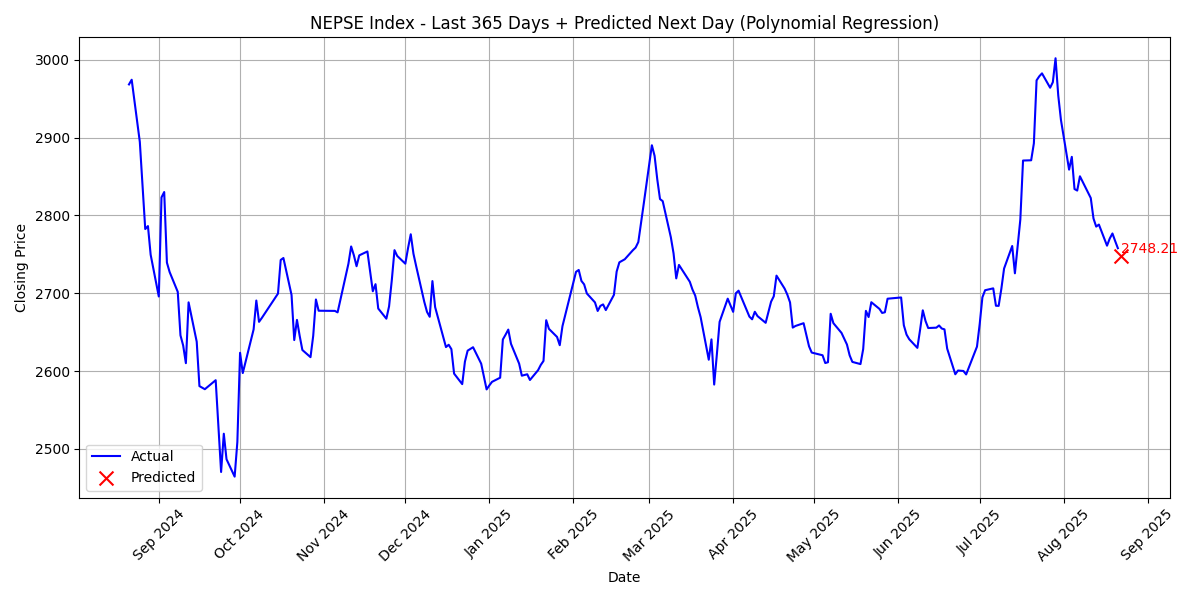 NEPSE Index - Last 365 Days + Predicted Next Day (Polynomial Regression)
3000
2900
2800
2700
2600
2500
Closing Price
2748.21
Actual
Predicted
Sep 2024
Oct 2024
Nov 2024
Dec 2024
Jan 2025
Feb 2025
Mar 2025
Apr 2025
May 2025
Jun 2025
Jul 2025
Aug 2025
Sep 2025
Date